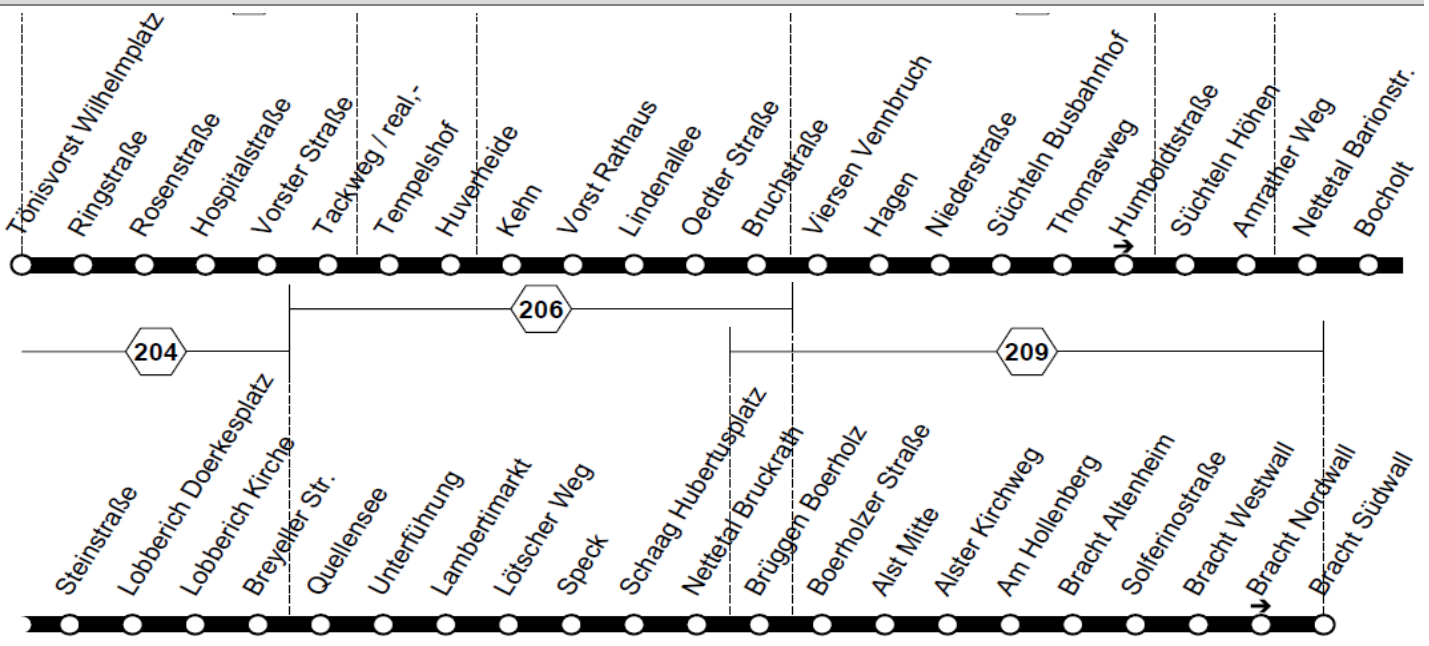 Tönisvorst Wilhelmplatz
Ringstraße
Rosenstraße
Hospitalstraße
Vorster Straße
Tackweg / real,-
Tempelshof
Huverheide
Kehn
Vorst Rathaus
Lindenallee
Oedter Straße
Bruchstraße
Viersen Vennbruch
Hagen
Niederstraße
Süchteln Busbahnhof
Thomasweg
Humboldtstraße
Süchteln Höhen
Amrather Weg
Nettetal Barionstr.
Bocholt
206
204
209
Steinstraße
Lobberich Doerkesplatz
Lobberich Kirche
Breyeller Str.
Quellensee
Unterführung
Lambertimarkt
Lötscher Weg
Speck
Schaag Hubertusplatz
Nettetal Bruckrath
Brüggen Boerholz
Boerholzer Straße
Alst Mitte
Alster Kirchweg
Am Hollenberg
Bracht Altenheim
Solferinostraße
Bracht Westwall
Bracht Nordwall
Bracht Südwall